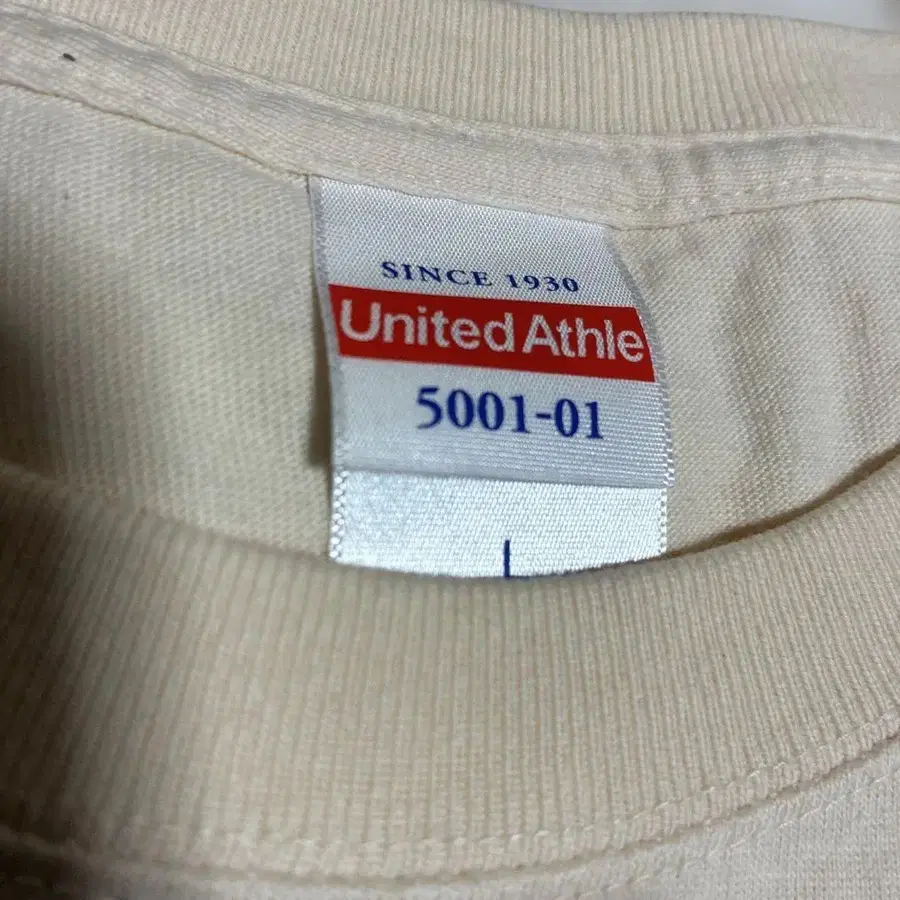 SINCE 1930
United Athle
5001-01
L